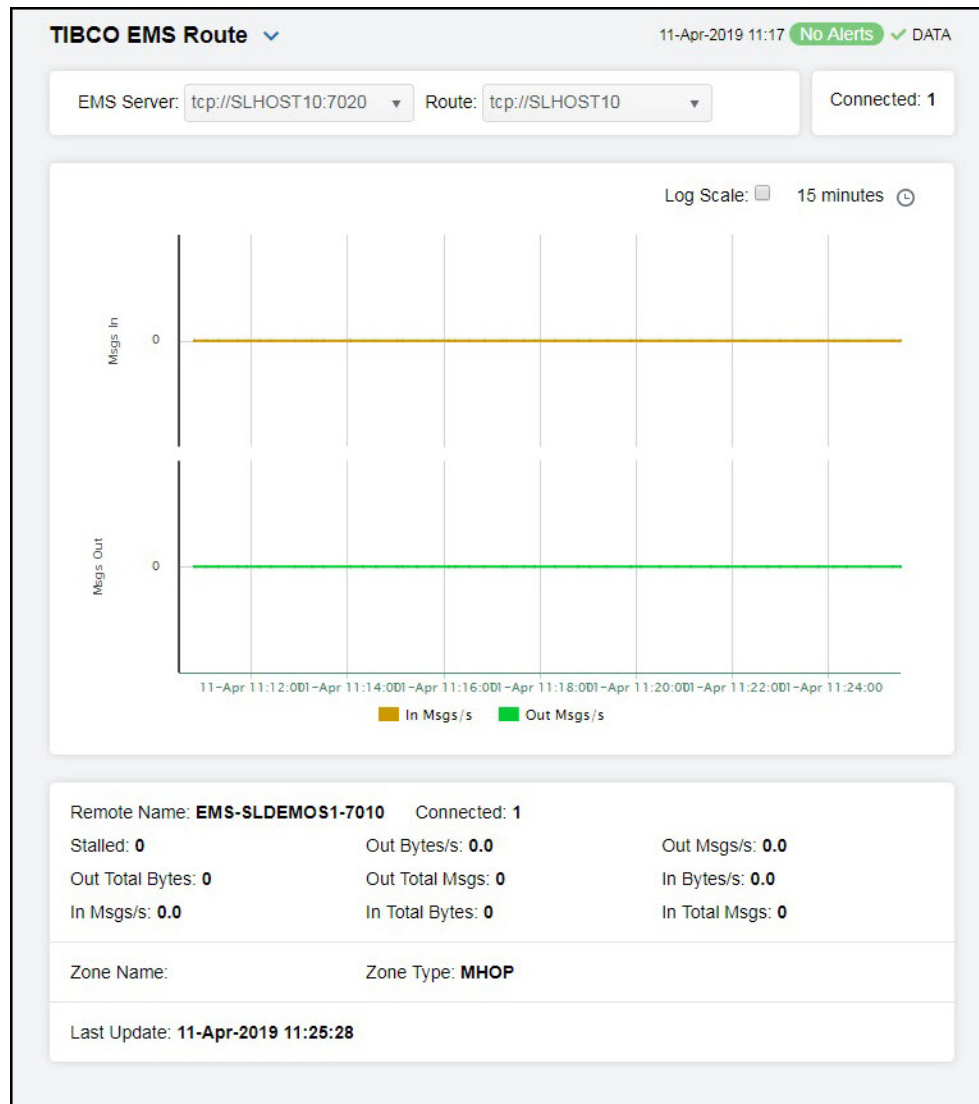 TIBCO EMS Route
11-Apr-2019 11:17 No Alerts DATA
EMS Server: tcp://SLHOST10:7020 Route: tcp://SLHOST10
Connected: 1
Log Scale: 15 minutes
Msgs In
0
Msgs Out
0
11-Apr 11:12:00 11-Apr 11:14:00 11-Apr 11:16:00 11-Apr 11:18:00 11-Apr 11:20:00 11-Apr 11:22:00 11-Apr 11:24:00
In Msgs/s Out Msgs/s
Remote Name: EMS-SLDEMOS1-7010 Connected: 1
Stalled: 0 Out Bytes/s: 0.0 Out Msgs/s: 0.0
Out Total Bytes: 0 Out Total Msgs: 0 In Bytes/s: 0.0
In Msgs/s: 0.0 In Total Bytes: 0 In Total Msgs: 0
Zone Name: Zone Type: MHOP
Last Update: 11-Apr-2019 11:25:28